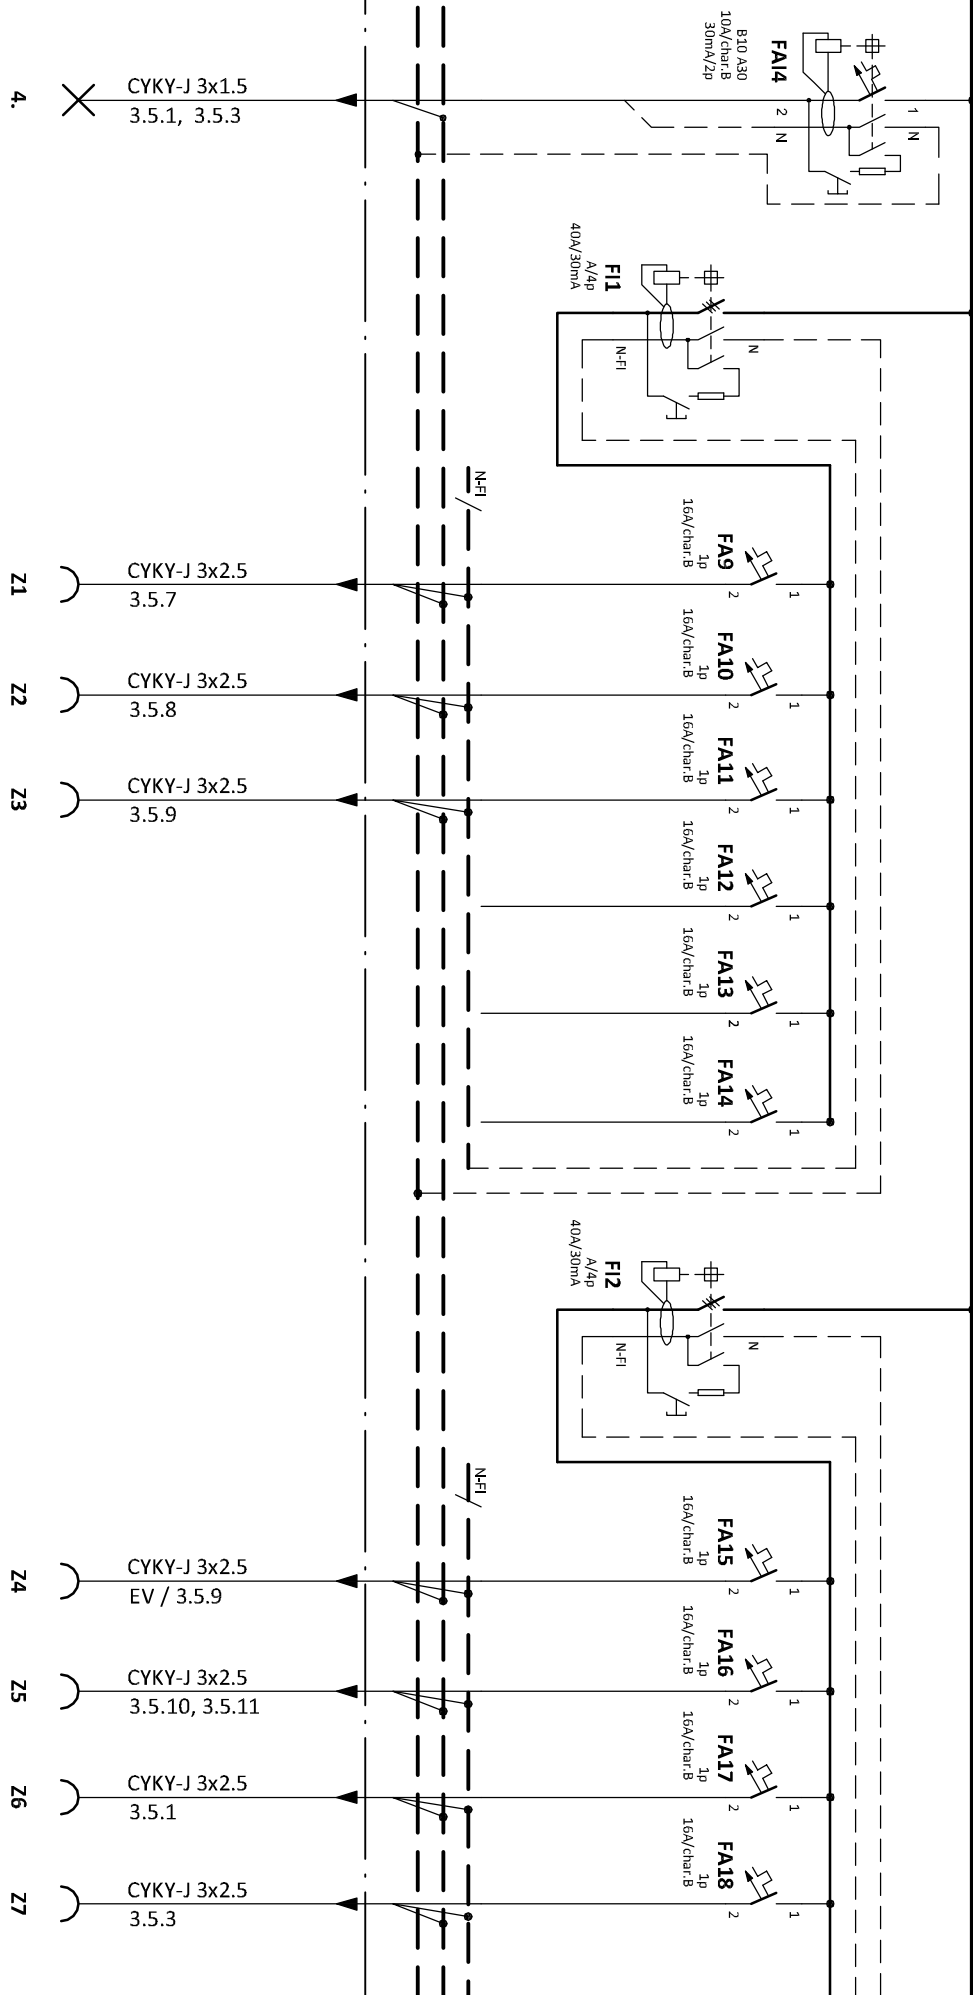 FAI4
B10 A30
10A/char.B
30mA/2p
1
N
2
N
CYKY-J 3x1.5
3.5.1, 3.5.3
4.
FI1
A/4p
40A/30mA
N
N-FI
N-FI
FA9
1p
16A/char.B
1
2
CYKY-J 3x2.5
3.5.7
Z1
FA10
1p
16A/char.B
1
2
CYKY-J 3x2.5
3.5.8
Z2
FA11
1p
16A/char.B
1
2
CYKY-J 3x2.5
3.5.9
Z3
FA12
1p
16A/char.B
1
2
FA13
1p
16A/char.B
1
2
FA14
1p
16A/char.B
1
2
FI2
A/4p
40A/30mA
N
N-FI
N-FI
FA15
1p
16A/char.B
1
2
CYKY-J 3x2.5
EV / 3.5.9
Z4
FA16
1p
16A/char.B
1
2
CYKY-J 3x2.5
3.5.10, 3.5.11
Z5
FA17
1p
16A/char.B
1
2
CYKY-J 3x2.5
3.5.1
Z6
FA18
1p
16A/char.B
1
2
CYKY-J 3x2.5
3.5.3
Z7